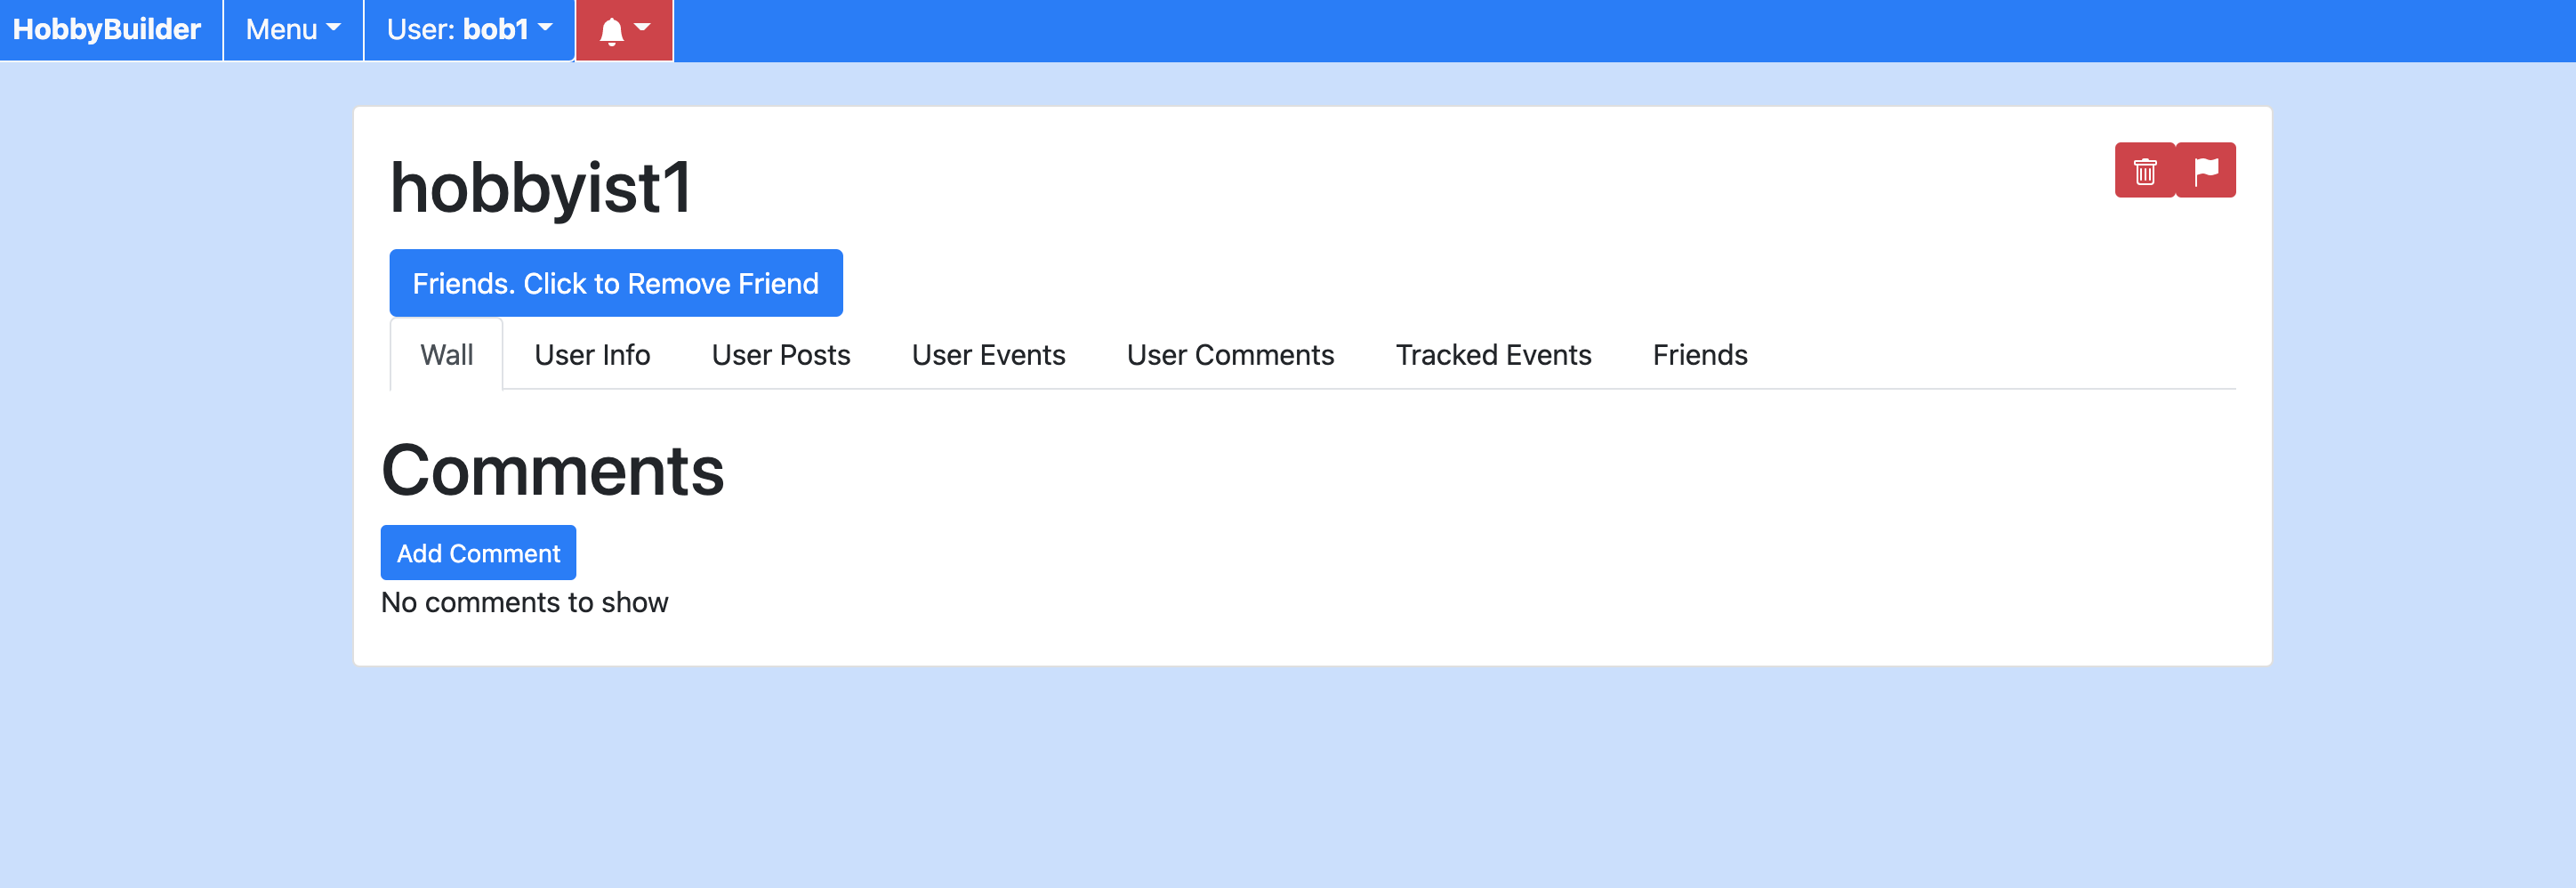 HobbyBuilder Menu User: bob1
hobbyist1
Friends. Click to Remove Friend
Wall User Info User Posts User Events User Comments Tracked Events Friends
Comments
Add Comment
No comments to show